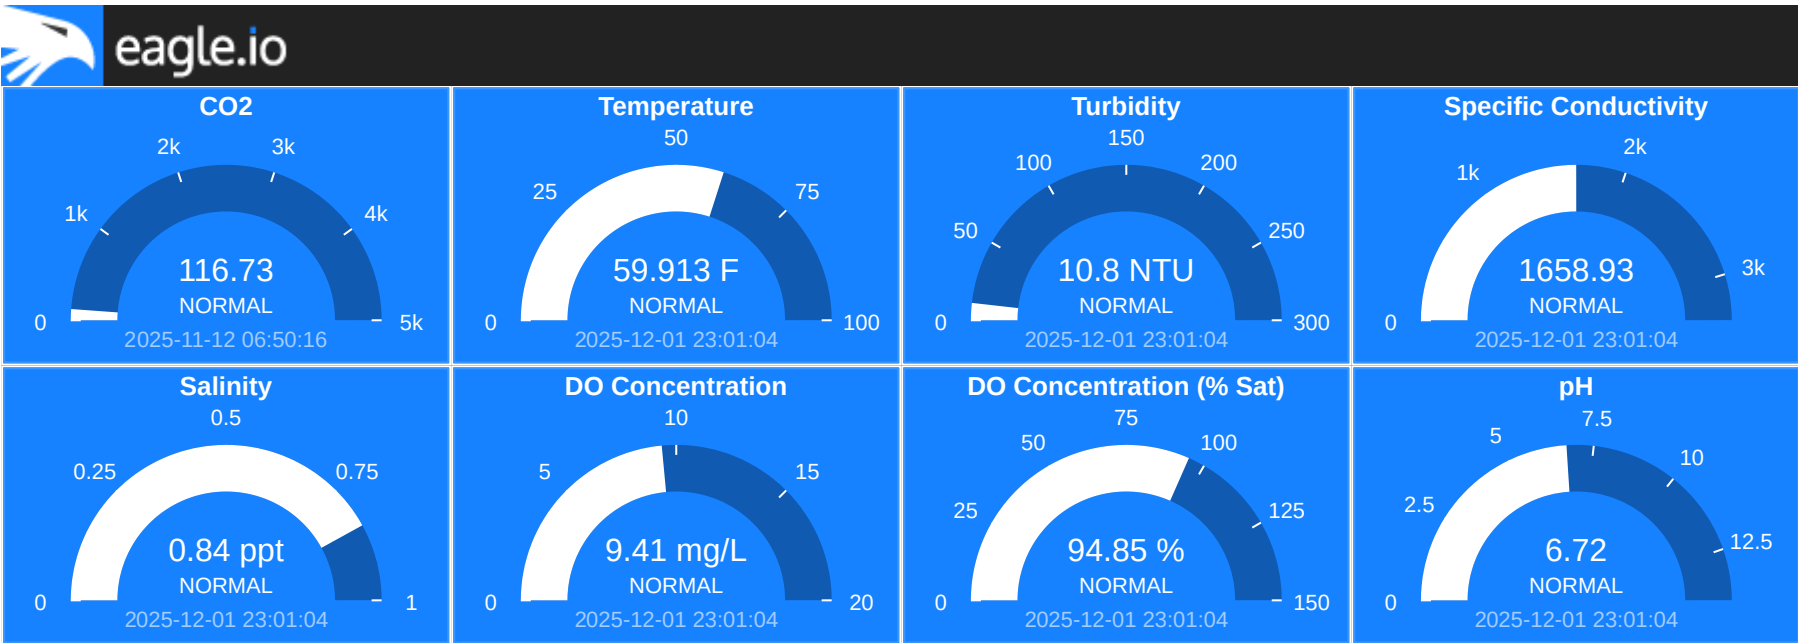 eagle.io
CO2
2k
3k
1k
4k
116.73
NORMAL
0
5k
2025-11-12 06:50:16
Temperature
50
25
75
59.913 F
NORMAL
0
100
2025-12-01 23:01:04
Turbidity
150
100
200
50
250
10.8 NTU
NORMAL
0
300
2025-12-01 23:01:04
Specific Conductivity
2k
1k
3k
1658.93
NORMAL
0
2025-12-01 23:01:04
Salinity
0.5
0.25
0.75
0.84 ppt
NORMAL
0
1
2025-12-01 23:01:04
DO Concentration
10
5
15
9.41 mg/L
NORMAL
0
20
2025-12-01 23:01:04
DO Concentration (% Sat)
75
50
100
25
125
94.85 %
NORMAL
0
150
2025-12-01 23:01:04
pH
7.5
5
10
2.5
12.5
6.72
NORMAL
0
2025-12-01 23:01:04